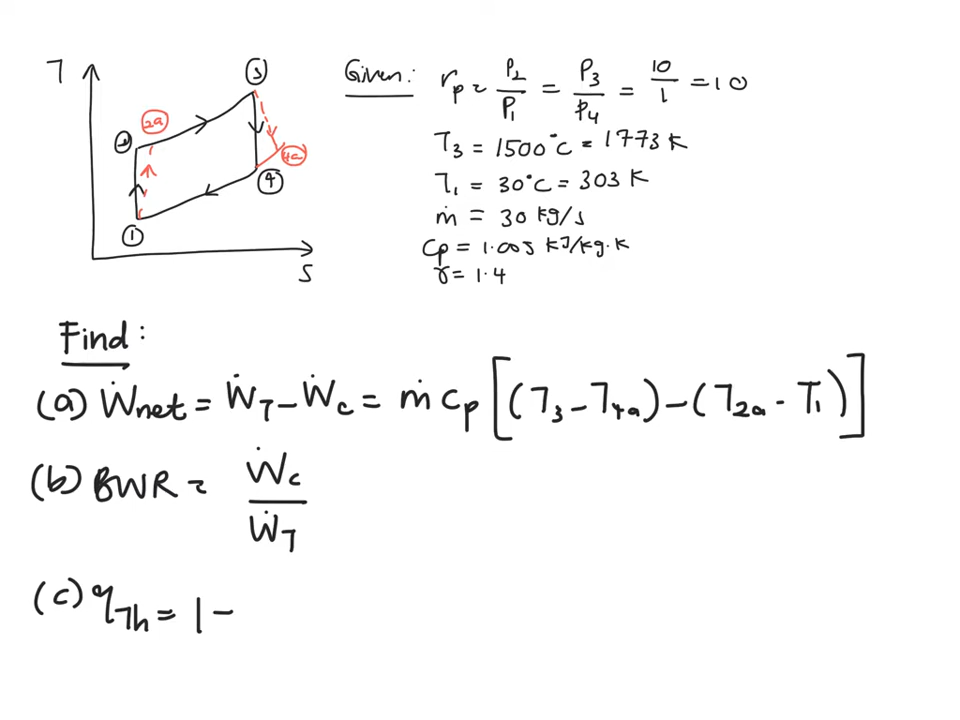 T
③
2a
②
4a
④
①
S
Given: rp = P2/P1 = P3/P4 = 10/1 = 10
T3 = 1500°C = 1773 K
T1 = 30°C = 303 K
ṁ = 30 kg/s
Cp = 1.005 KJ/kg.K
γ = 1.4
Find:
(a) Ẇnet = ẆT - Ẇc = ṁ Cp [(T3 - T4a) - (T2a - T1)]
(b) BWR = Ẇc/ẆT
(c) ηTh = 1 -